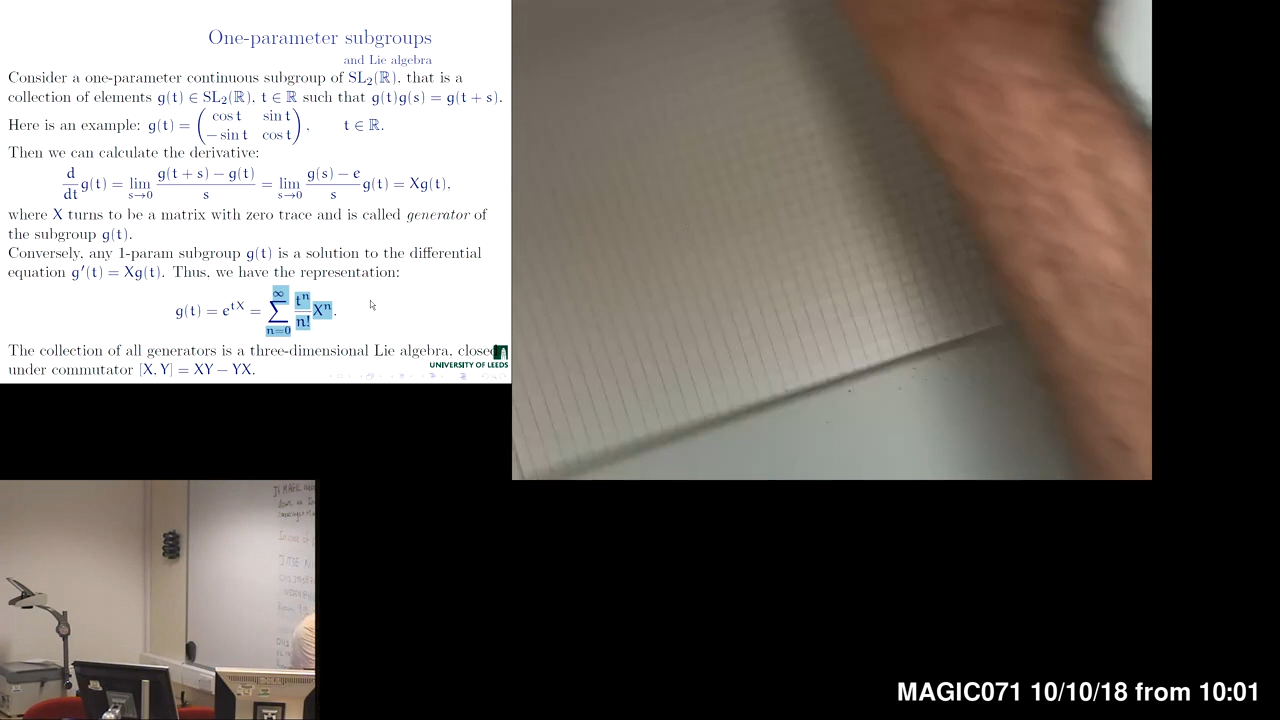 One-parameter subgroups
and Lie algebra
Consider a one-parameter continuous subgroup of SL₂(ℝ), that is a
collection of elements g(t) ∈ SL₂(ℝ), t ∈ ℝ such that g(t)g(s) = g(t + s).
Here is an example: g(t) = ( cos t sin t
− sin t cos t ), t ∈ ℝ.
Then we can calculate the derivative:
d/dt g(t) = lim s→0 (g(t + s) − g(t))/s = lim s→0 (g(s) − e)/s g(t) = Xg(t),
where X turns to be a matrix with zero trace and is called generator of
the subgroup g(t).
Conversely, any 1-param subgroup g(t) is a solution to the differential
equation g′(t) = Xg(t). Thus, we have the representation:
g(t) = e^{tX} = ∑_{n=0}^{∞} tⁿ/n! Xⁿ.
The collection of all generators is a three-dimensional Lie algebra, closed
under commutator [X, Y] = XY − YX.
UNIVERSITY OF LEEDS
MAGIC071 10/10/18 from 10:01